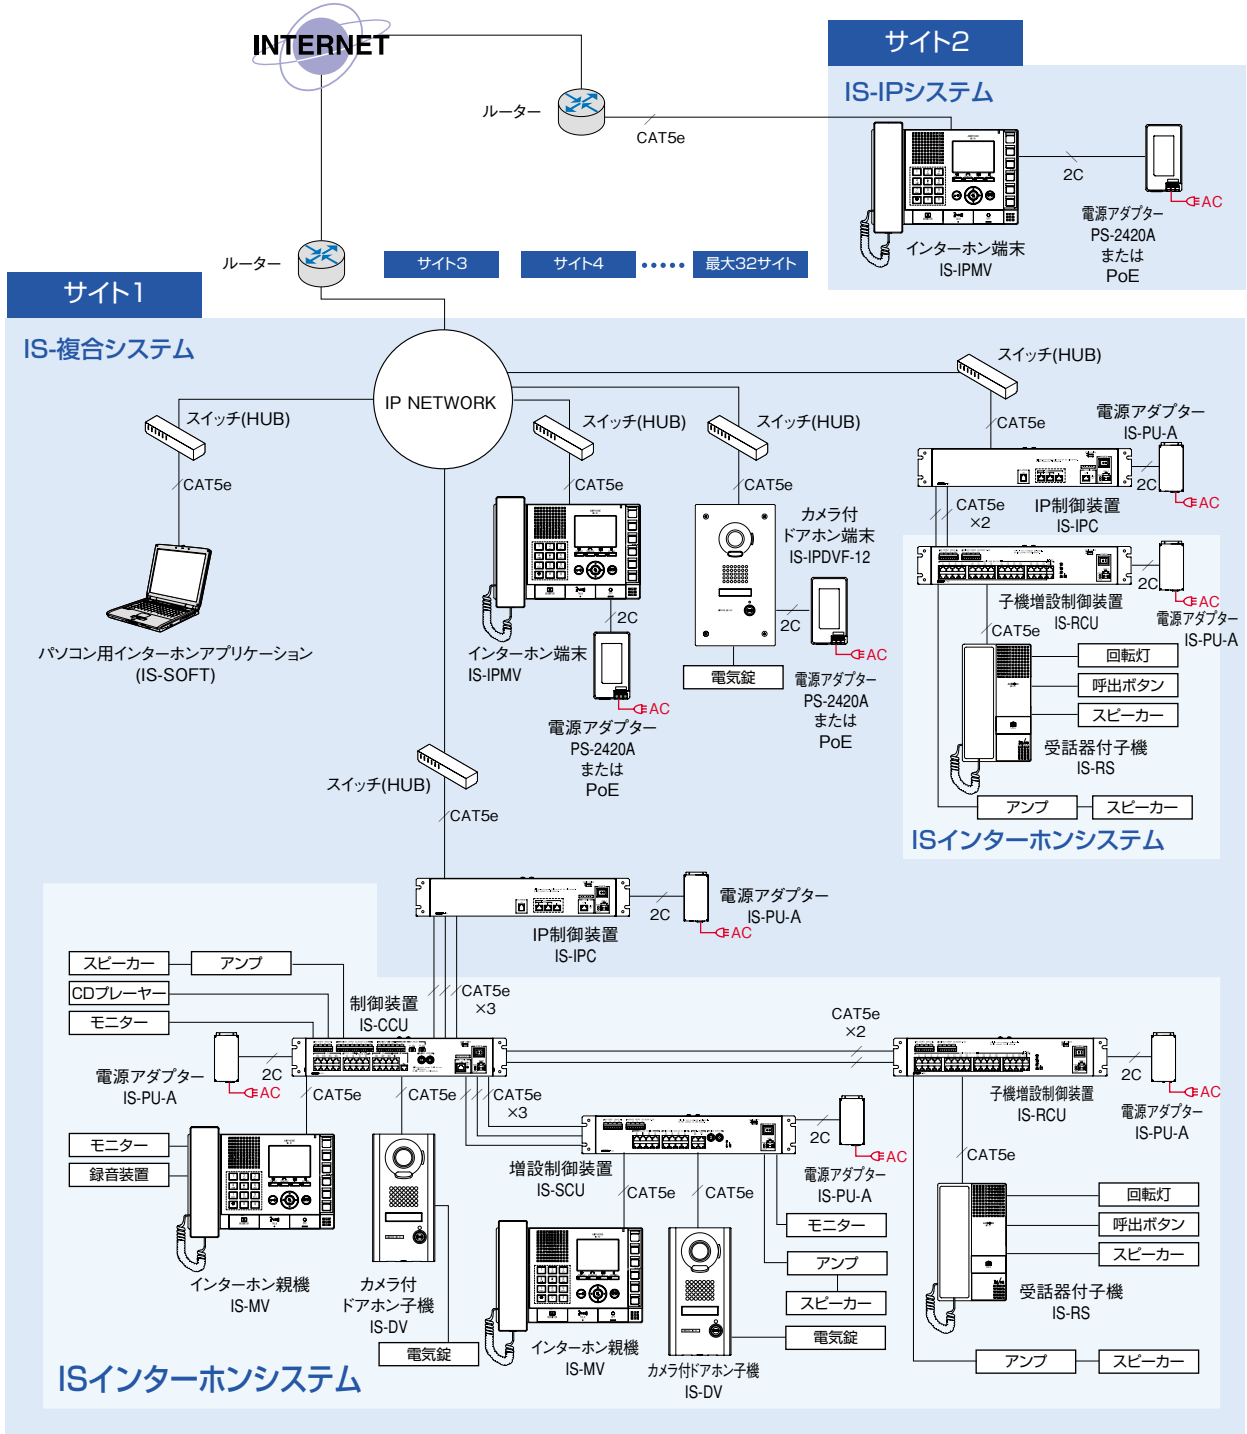 INTERNET
サイト2
IS-IPシステム
ルーター
CAT5e
2C
AC
電源アダプター
PS-2420A
または
PoE
インターホン端末
IS-IPMV
ルーター
サイト3
サイト4
最大32サイト
サイト1
IS-複合システム
IP NETWORK
スイッチ(HUB)
スイッチ(HUB)
スイッチ(HUB)
スイッチ(HUB)
CAT5e
CAT5e
CAT5e
CAT5e
電源アダプター
IS-PU-A
2C
AC
IP制御装置
IS-IPC
CAT5e
×2
カメラ付
ドアホン端末
IS-IPDVF-12
2C
AC
電源アダプター
PS-2420A
または
PoE
電気錠
パソコン用インターホンアプリケーション
(IS-SOFT)
インターホン端末
IS-IPMV
2C
AC
電源アダプター
PS-2420A
または
PoE
2C
AC
電源アダプター
IS-PU-A
子機増設制御装置
IS-RCU
CAT5e
回転灯
呼出ボタン
スピーカー
受話器付子機
IS-RS
アンプ
スピーカー
ISインターホンシステム
スイッチ(HUB)
CAT5e
2C
電源アダプター
IS-PU-A
AC
IP制御装置
IS-IPC
スピーカー
アンプ
CDプレーヤー
モニター
制御装置
IS-CCU
CAT5e
×3
CAT5e
×2
電源アダプター
IS-PU-A
2C
AC
CAT5e
CAT5e
CAT5e
×3
モニター
録音装置
インターホン親機
IS-MV
カメラ付
ドアホン子機
IS-DV
電気錠
増設制御装置
IS-SCU
2C
AC
電源アダプター
IS-PU-A
CAT5e
CAT5e
モニター
アンプ
スピーカー
電気錠
インターホン親機
IS-MV
カメラ付ドアホン子機
IS-DV
子機増設制御装置
IS-RCU
2C
AC
電源アダプター
IS-PU-A
CAT5e
回転灯
呼出ボタン
スピーカー
受話器付子機
IS-RS
アンプ
スピーカー
ISインターホンシステム